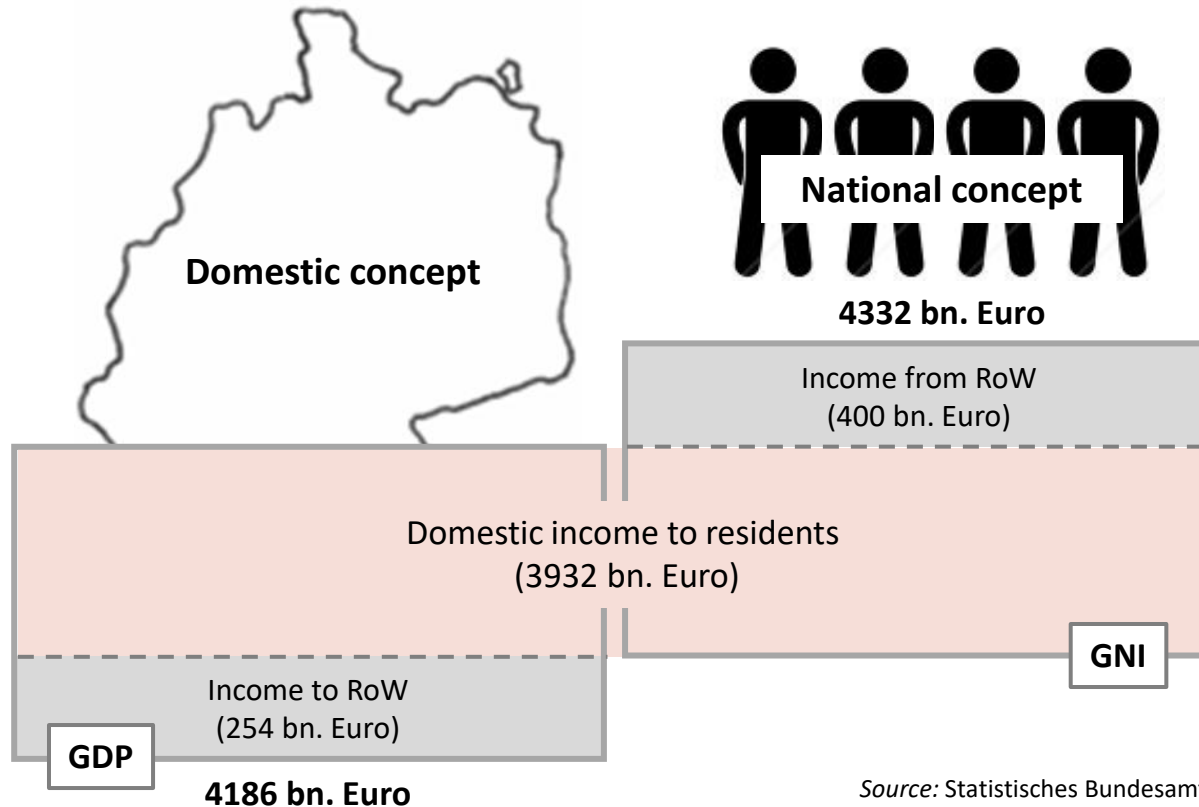 Domestic concept
National concept
4332 bn. Euro
Income from RoW
(400 bn. Euro)
Domestic income to residents
(3932 bn. Euro)
GNI
Income to RoW
(254 bn. Euro)
GDP
4186 bn. Euro
Source: Statistisches Bundesamt